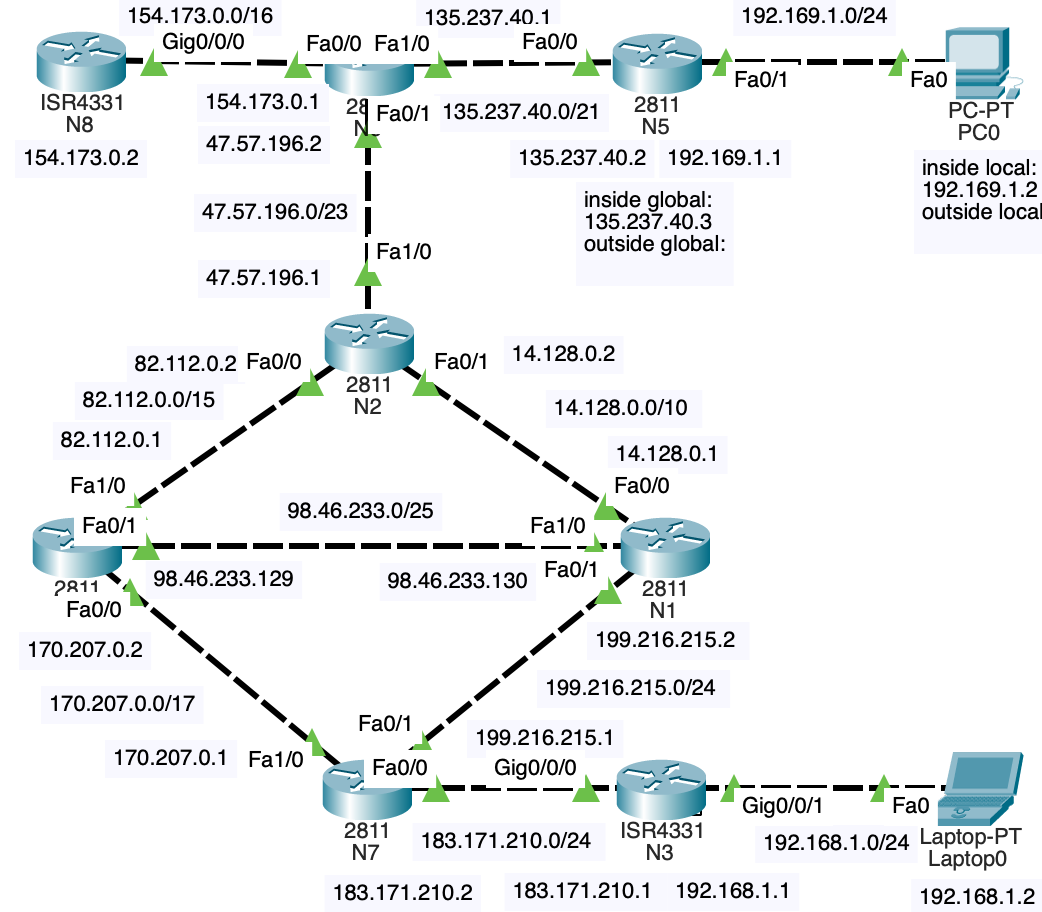 154.173.0.0/16
135.237.40.1
192.169.1.0/24
Gig0/0/0
Fa0/0
Fa1/0
Fa0/0
Fa0/1
Fa0
ISR4331
N8
154.173.0.1
28
Fa0/1
135.237.40.0/21
2811
N5
PC-PT
PC0
154.173.0.2
47.57.196.2
135.237.40.2
192.169.1.1
inside local:
192.169.1.2
outside local
inside global:
135.237.40.3
outside global:
47.57.196.0/23
Fa1/0
47.57.196.1
82.112.0.2
Fa0/0
Fa0/1
14.128.0.2
2811
N2
82.112.0.0/15
14.128.0.0/10
82.112.0.1
14.128.0.1
Fa1/0
Fa0/0
98.46.233.0/25
Fa0/1
Fa1/0
98.46.233.129
98.46.233.130
Fa0/1
2811
Fa0/0
2811
N1
170.207.0.2
199.216.215.2
170.207.0.0/17
199.216.215.0/24
Fa0/1
170.207.0.1
Fa1/0
199.216.215.1
Fa0/0
Gig0/0/0
Gig0/0/1
Fa0
2811
N7
183.171.210.0/24
ISR4331
N3
192.168.1.0/24
Laptop-PT
Laptop0
183.171.210.2
183.171.210.1
192.168.1.1
192.168.1.2